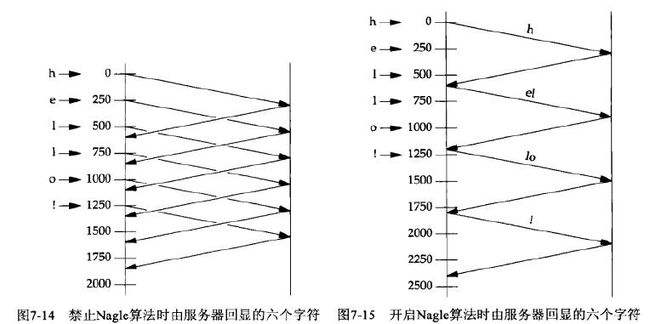 h 0
e 250
l 500
l 750
o 1000
! 1250
1500
1750
2000
图7-14 禁止Nagle算法时由服务器回显的六个字符
h 0
e 250
l 500
l 750
o 1000
! 1250
1500
1750
2000
2250
2500
h
el
lo
!
图7-15 开启Nagle算法时由服务器回显的六个字符